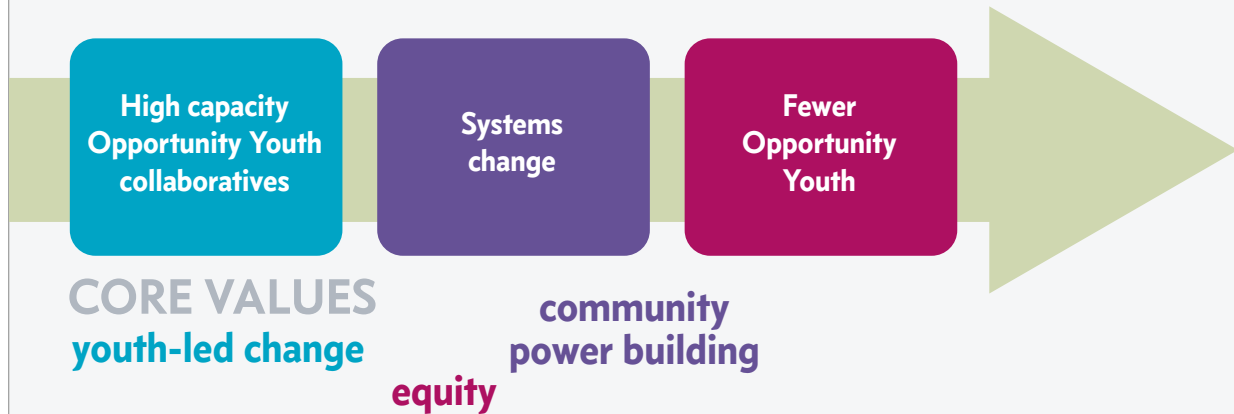 High capacity
Opportunity Youth
collaboratives
Systems
change
Fewer
Opportunity
Youth
CORE VALUES
youth-led change
community
power building
equity